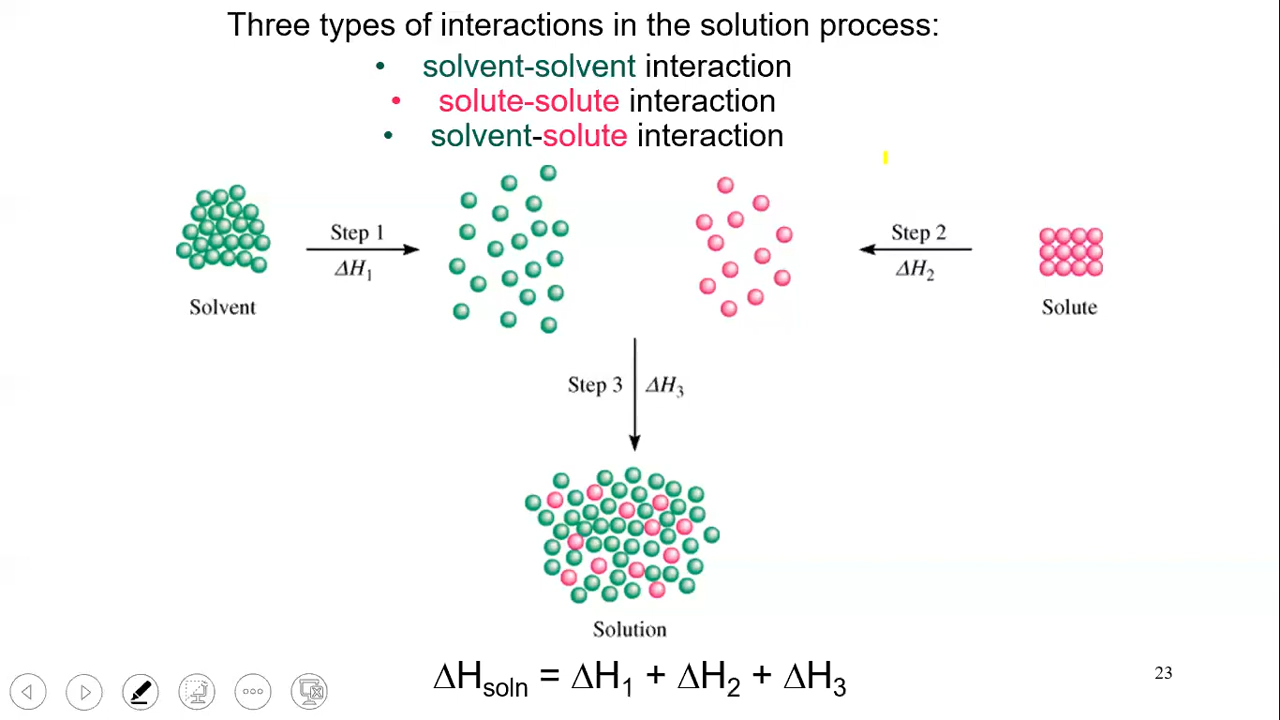 Three types of interactions in the solution process:
• solvent-solvent interaction
• solute-solute interaction
• solvent-solute interaction
Step 1
ΔH₁
Step 2
ΔH₂
Solvent
Solute
Step 3
ΔH₃
Solution
ΔHsoln = ΔH₁ + ΔH₂ + ΔH₃
23